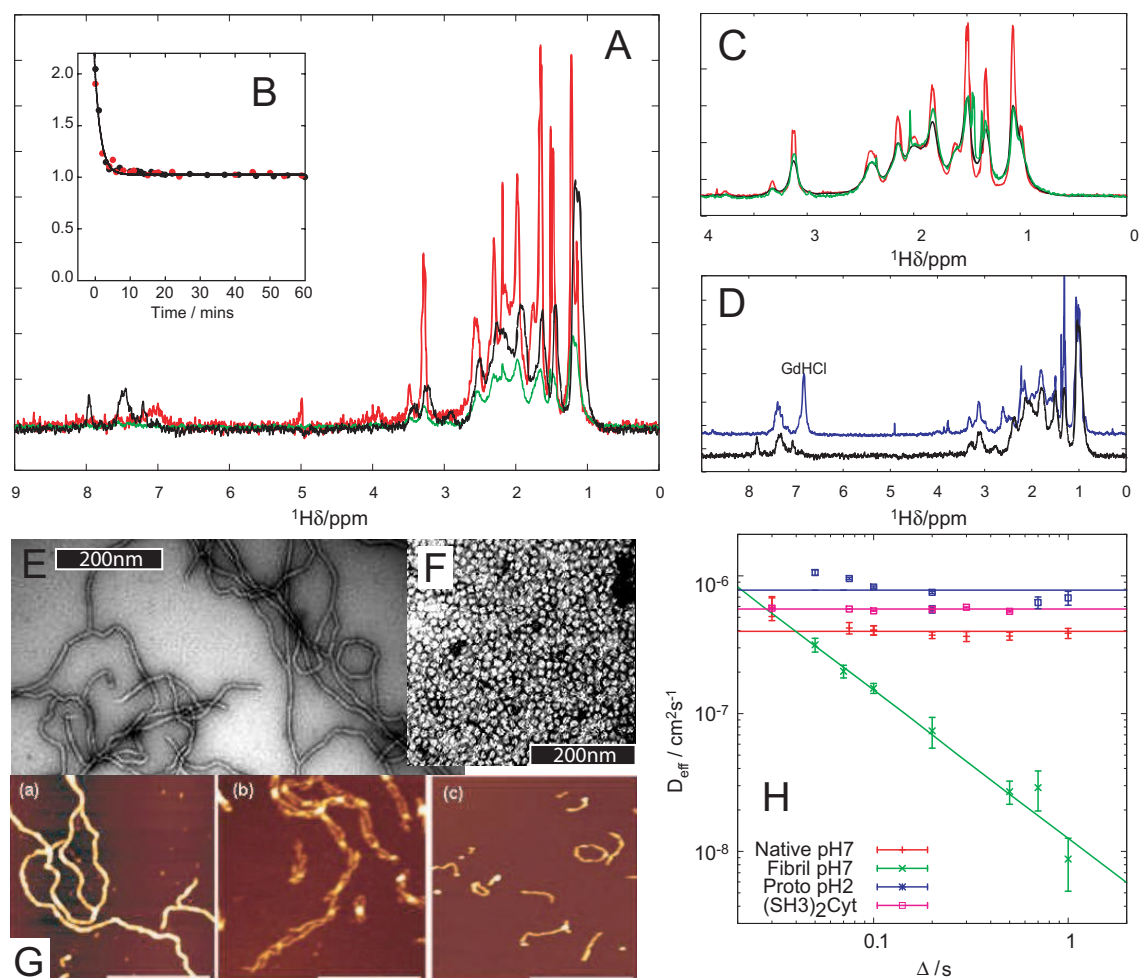 A
B
2.0
1.5
1.0
0.5
0.0
0 10 20 30 40 50 60
Time / mins
9 8 7 6 5 4 3 2 1 0
¹Hδ/ppm
C
4 3 2 1 0
¹Hδ/ppm
D
GdHCl
8 7 6 5 4 3 2 1 0
¹Hδ/ppm
E
200nm
F
200nm
G
(a)
(b)
(c)
H
10⁻⁶
10⁻⁷
10⁻⁸
D_eff / cm²s⁻¹
Native pH7
Fibril pH7
Proto pH2
(SH3)₂Cyt
0.1 1
Δ /s